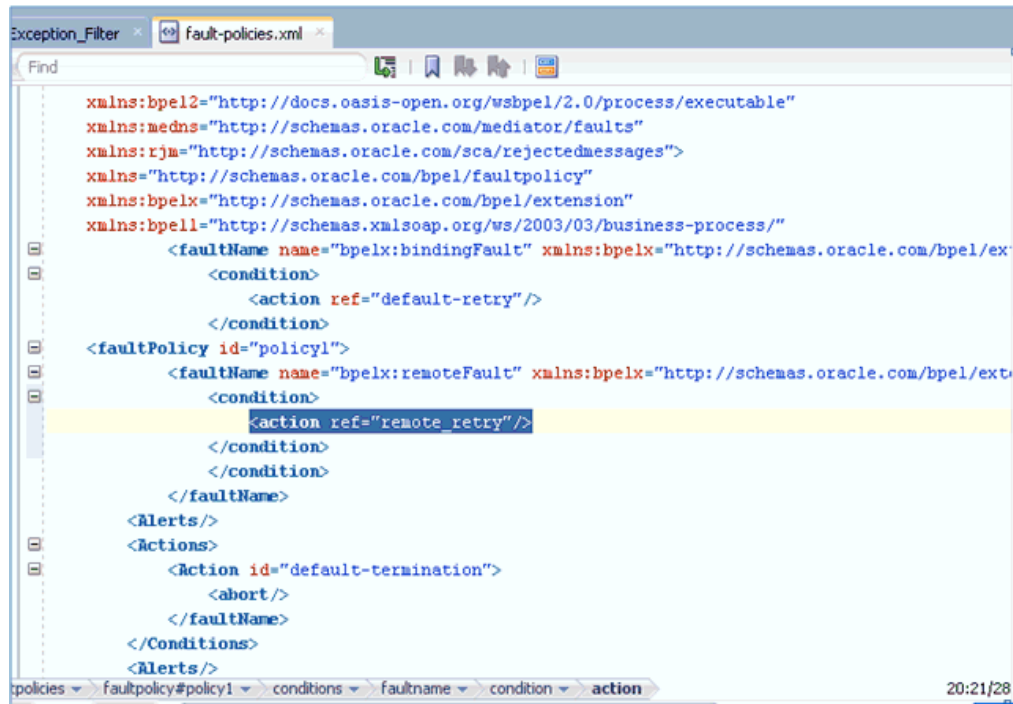 Exception_Filter × fault-policies.xml ×
Find
xmlns:bpel2="http://docs.oasis-open.org/wsbpel/2.0/process/executable"
xmlns:medns="http://schemas.oracle.com/mediator/faults"
xmlns:rjm="http://schemas.oracle.com/sca/rejectedmessages">
xmlns="http://schemas.oracle.com/bpel/faultpolicy"
xmlns:bpelx="http://schemas.oracle.com/bpel/extension"
xmlns:bpel1="http://schemas.xmlsoap.org/ws/2003/03/business-process/"
<faultName name="bpelx:bindingFault" xmlns:bpelx="http://schemas.oracle.com/bpel/ex
<condition>
<action ref="default-retry"/>
</condition>
<faultPolicy id="policy1">
<faultName name="bpelx:remoteFault" xmlns:bpelx="http://schemas.oracle.com/bpel/ext
<condition>
<action ref="remote_retry"/>
</condition>
</condition>
</faultName>
<Alerts/>
<Actions>
<Action id="default-termination">
<abort/>
</faultName>
</Conditions>
<Alerts/>
tpolicies faultpolicy#policy1 conditions faultname condition action 20:21/28